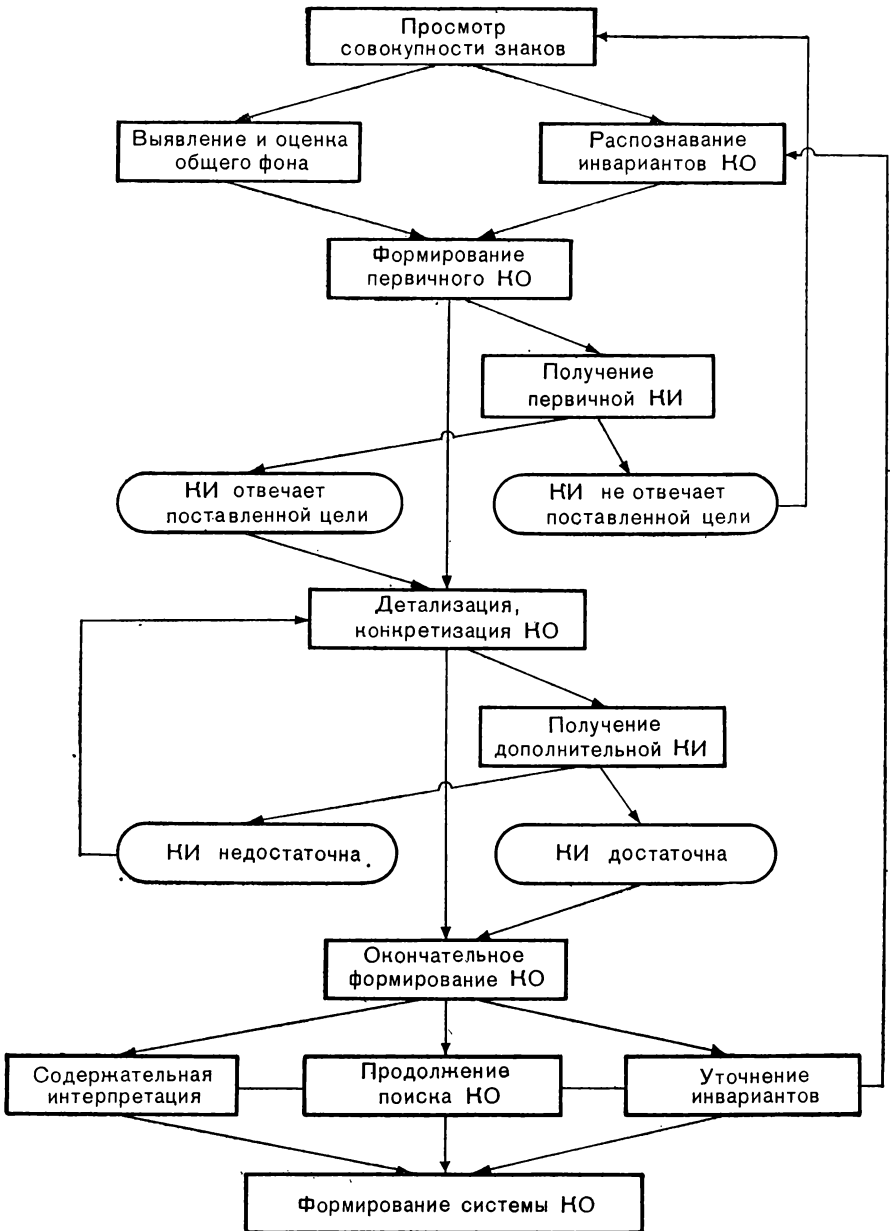 Просмотр
совокупности знаков
Выявление и оценка
общего фона
Распознавание
инвариантов КО
Формирование
первичного КО
Получение
первичной КИ
КИ отвечает
поставленной цели
КИ не отвечает
поставленной цели
Детализация,
конкретизация КО
Получение
дополнительной КИ
КИ недостаточна
КИ достаточна
Окончательное
формирование КО
Содержательная
интерпретация
Продолжение
поиска КО
Уточнение
инвариантов
Формирование системы КО